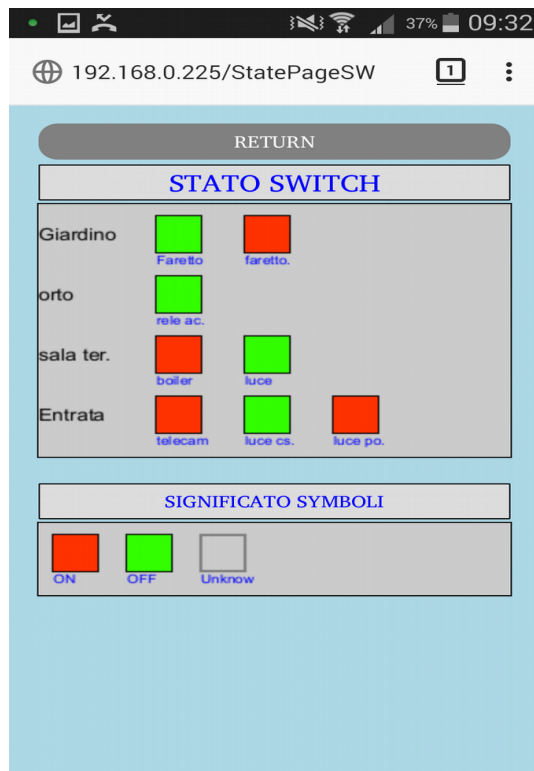 37% 09:32
192.168.0.225/StatePageSW 1
RETURN
STATO SWITCH
Giardino
Faretto faretto.
orto
rele ac.
sala ter.
boiler luce
Entrata
telecam luce cs. luce po.
SIGNIFICATO SYMBOLI
ON OFF Unknow